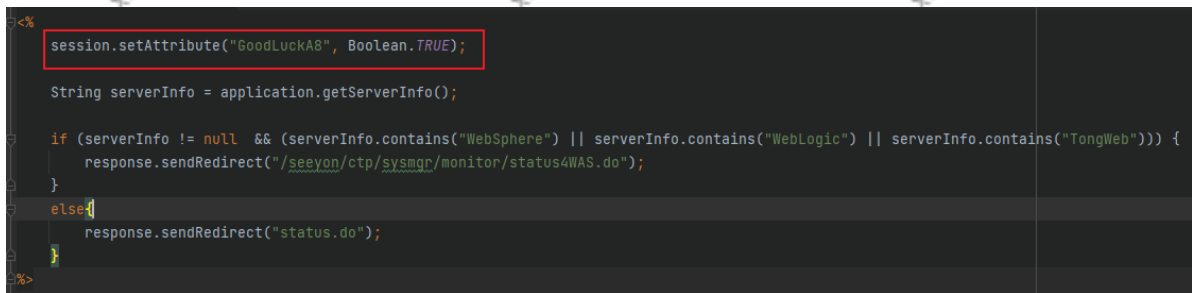 <%
session.setAttribute("GoodLuckA8", Boolean.TRUE);
String serverInfo = application.getServerInfo();
if (serverInfo != null  && (serverInfo.contains("WebSphere") || serverInfo.contains("WebLogic") || serverInfo.contains("TongWeb"))) {
response.sendRedirect("/seeyon/ctp/sysmgr/monitor/status4WAS.do");
}
else{
response.sendRedirect("status.do");
}
%>